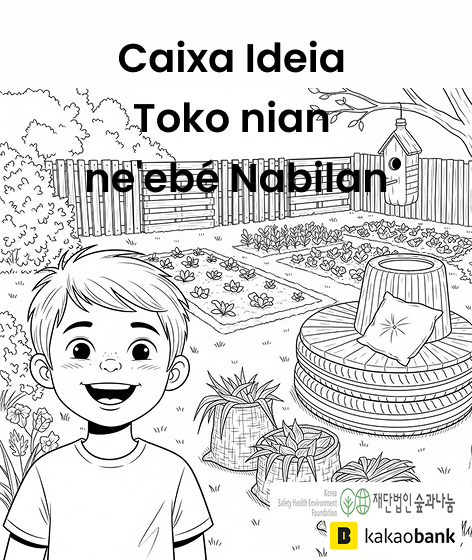 Caixa Ideia
Toko nian
ne'ebé Nabilan
Korea
Safety Health Environment
Foundation
재단법인 숲과나눔
B kakaobank